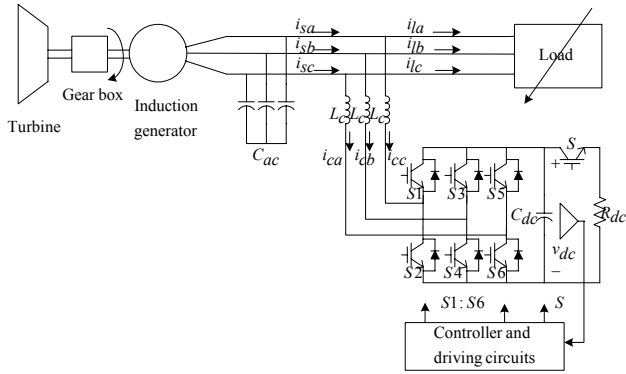 i_sa i_la
i_sb i_lb
i_sc i_lc
Load
Gear box
Induction
generator
Turbine
C_ac
L_c L_c L_c
i_ca i_cb i_cc
S
+
S1 S3 S5
C_dc
R_dc
v_dc
−
S2 S4 S6
S1: S6 S
Controller and
driving circuits